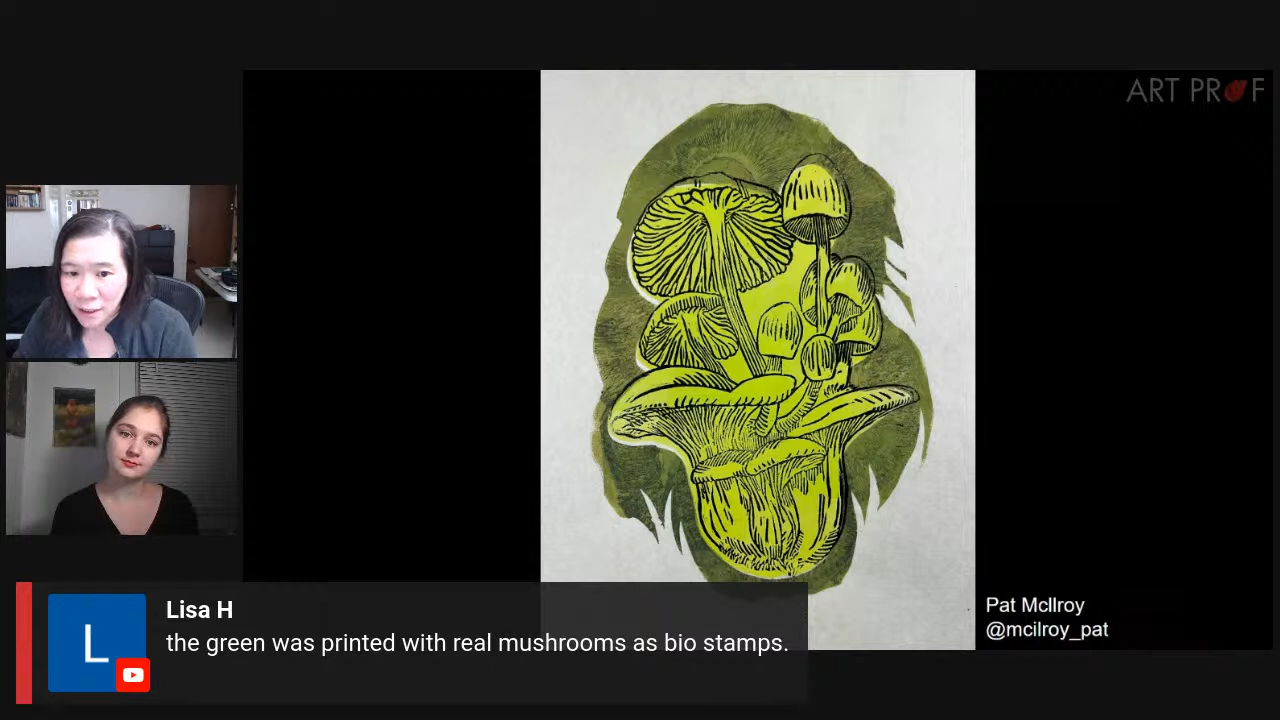 ART PROF
Pat McIlroy
@mcilroy_pat
L
Lisa H
the green was printed with real mushrooms as bio stamps.